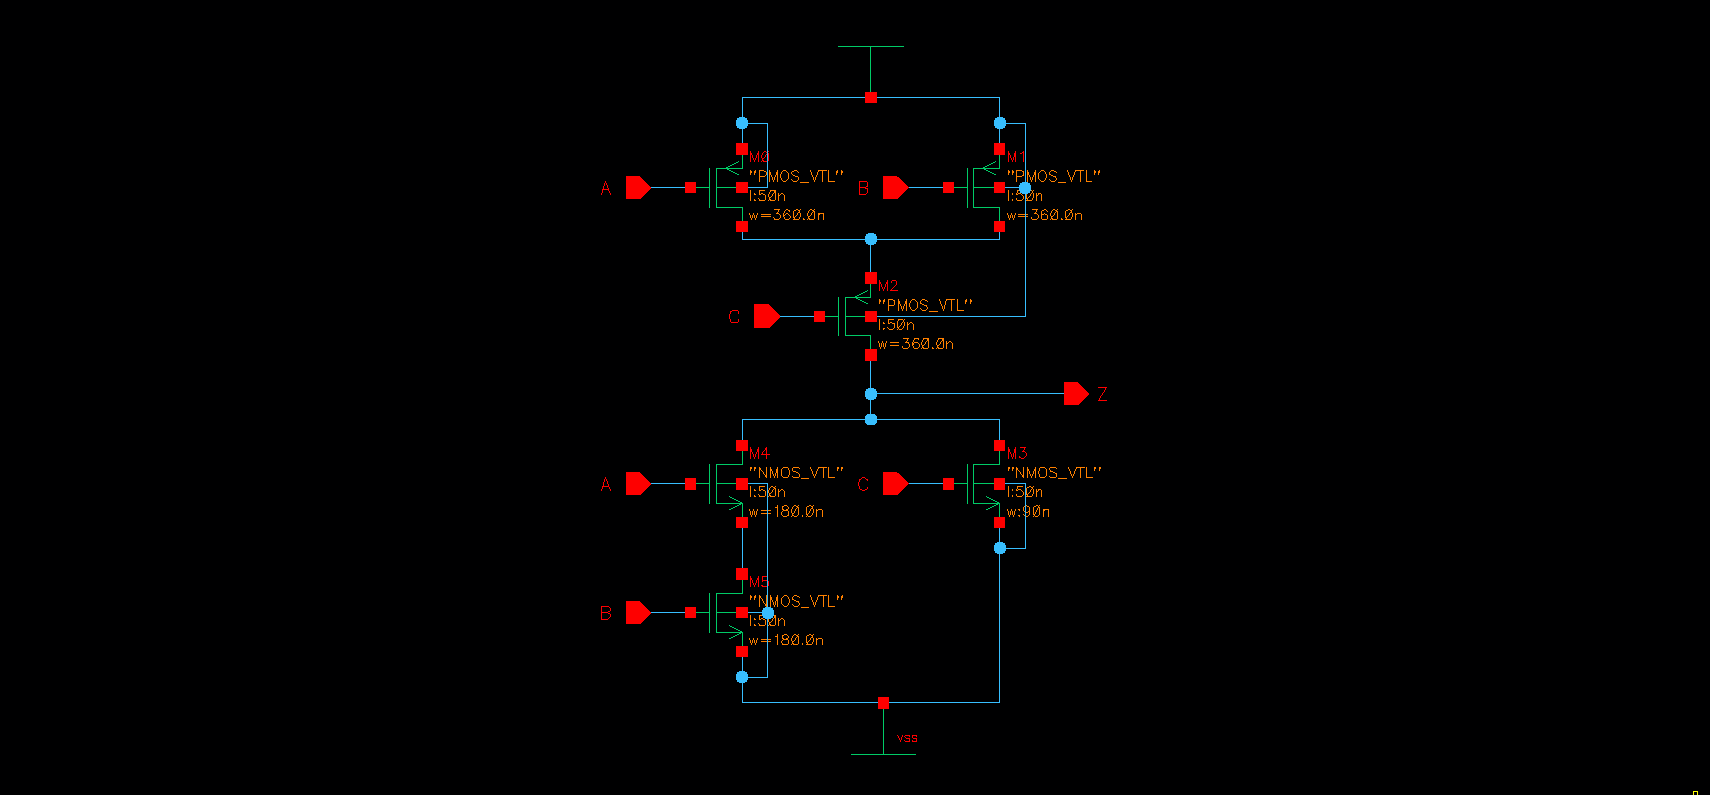 M0
A
"PMOS_VTL"
l:50n
w=360.0n
M1
B
"PMOS_VTL"
l:50n
w=360.0n
M2
C
"PMOS_VTL"
l:50n
w=360.0n
Z
M4
A
"NMOS_VTL"
l:50n
w=180.0n
M3
C
"NMOS_VTL"
l:50n
w:90n
M5
B
"NMOS_VTL"
l:50n
w=180.0n
vss